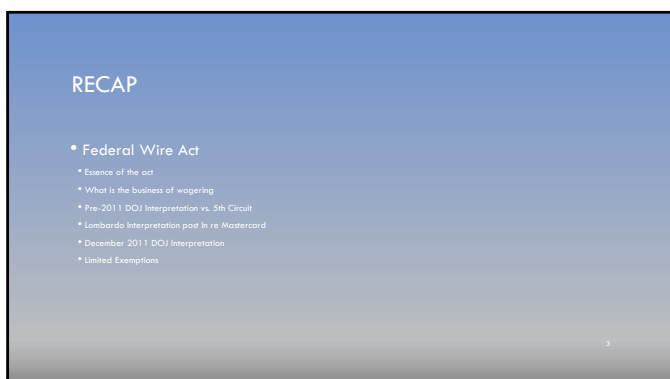 RECAP
• Federal Wire Act
• Essence of the act
• What is the business of wagering
• Pre-2011 DOJ Interpretation vs. 5th Circuit
• Lombardo Interpretation post In re Mastercard
• December 2011 DOJ Interpretation
• Limited Exemptions
3